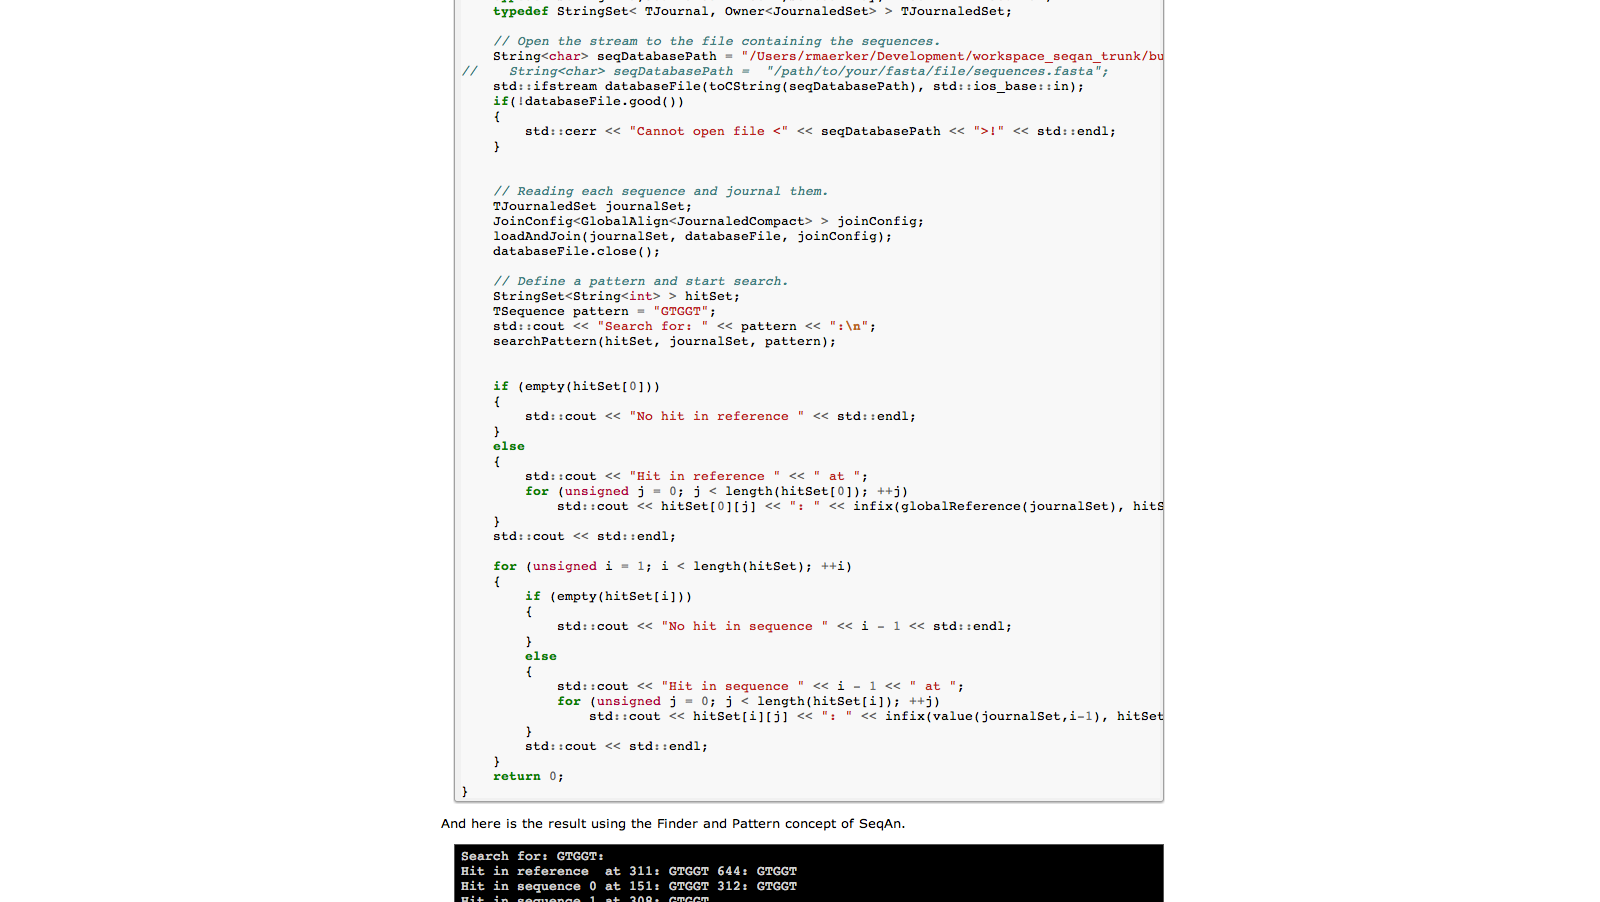 typedef StringSet< TJournal, Owner<JournaledSet> > TJournaledSet;
// Open the stream to the file containing the sequences.
String<char> seqDatabasePath = "/Users/rmaerker/Development/workspace_seqan_trunk/bu
// String<char> seqDatabasePath = "/path/to/your/fasta/file/sequences.fasta";
std::ifstream databaseFile(toCString(seqDatabasePath), std::ios_base::in);
if(!databaseFile.good())
{
std::cerr << "Cannot open file <" << seqDatabasePath << ">!" << std::endl;
}
// Reading each sequence and journal them.
TJournaledSet journalSet;
JoinConfig<GlobalAlign<JournaledCompact> > joinConfig;
loadAndJoin(journalSet, databaseFile, joinConfig);
databaseFile.close();
// Define a pattern and start search.
StringSet<String<int> > hitSet;
TSequence pattern = "GTGGT";
std::cout << "Search for: " << pattern << ":\n";
searchPattern(hitSet, journalSet, pattern);
if (empty(hitSet[0]))
{
std::cout << "No hit in reference " << std::endl;
}
else
{
std::cout << "Hit in reference " << " at ";
for (unsigned j = 0; j < length(hitSet[0]); ++j)
std::cout << hitSet[0][j] << ": " << infix(globalReference(journalSet), hitS
}
std::cout << std::endl;
for (unsigned i = 1; i < length(hitSet); ++i)
{
if (empty(hitSet[i]))
{
std::cout << "No hit in sequence " << i - 1 << std::endl;
}
else
{
std::cout << "Hit in sequence " << i - 1 << " at ";
for (unsigned j = 0; j < length(hitSet[i]); ++j)
std::cout << hitSet[i][j] << ": " << infix(value(journalSet,i-1), hitSet
}
std::cout << std::endl;
}
return 0;
}
And here is the result using the Finder and Pattern concept of SeqAn.
Search for: GTGGT:
Hit in reference  at 311: GTGGT 644: GTGGT
Hit in sequence 0 at 151: GTGGT 312: GTGGT
Hit in sequence 1 at 308: GTGGT